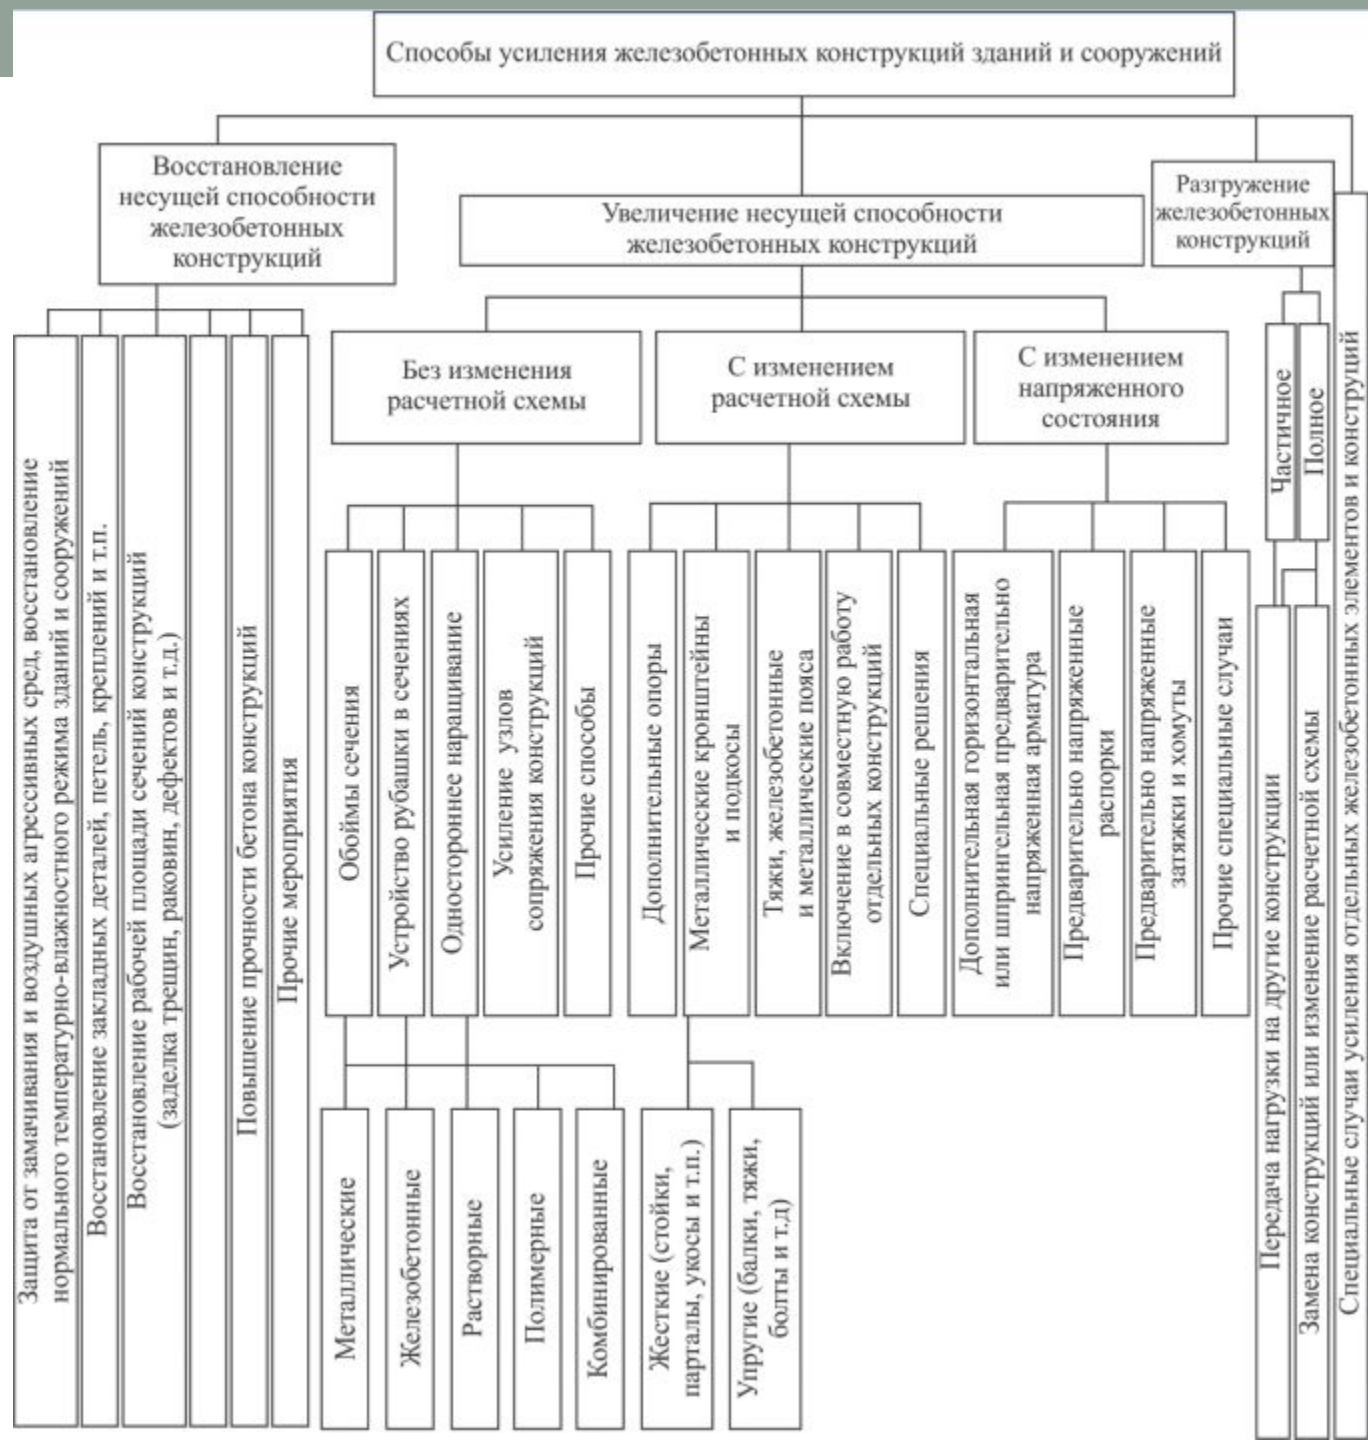 Способы усиления железобетонных конструкций зданий и сооружений
Восстановление
несущей способности
железобетонных
конструкций
Увеличение несущей способности
железобетонных конструкций
Разгружение
железобетонных
конструкций
Специальные случаи усиления отдельных железобетонных элементов и конструкций
Защита от замачивания и воздушных агрессивных сред, восстановление
нормального температурно-влажностного режима зданий и сооружений
Восстановление закладных деталей, петель, креплений и т.п.
Восстановление рабочей площади сечений конструкций
(заделка трещин, раковин, дефектов и т.д.)
Повышение прочности бетона конструкций
Прочие мероприятия
Без изменения
расчетной схемы
С изменением
расчетной схемы
С изменением
напряженного
состояния
Частичное
Полное
Обоймы сечения
Устройство рубашки в сечениях
Одностороннее наращивание
Усиление узлов
сопряжения конструкций
Прочие способы
Дополнительные опоры
Металлические кронштейны
и подкосы
Тяжи, железобетонные
и металлические пояса
Включение в совместную работу
отдельных конструкций
Специальные решения
Дополнительная горизонтальная
или шпрингельная предварительно
напряженная арматура
Предварительно напряженные
распорки
Предварительно напряженные
затяжки и хомуты
Прочие специальные случаи
Передача нагрузки на другие конструкции
Замена конструкций или изменение расчетной схемы
Металлические
Железобетонные
Растворные
Полимерные
Комбинированные
Жесткие (стойки,
парталы, укосы и т.п.)
Упругие (балки, тяжи,
болты и т.д)